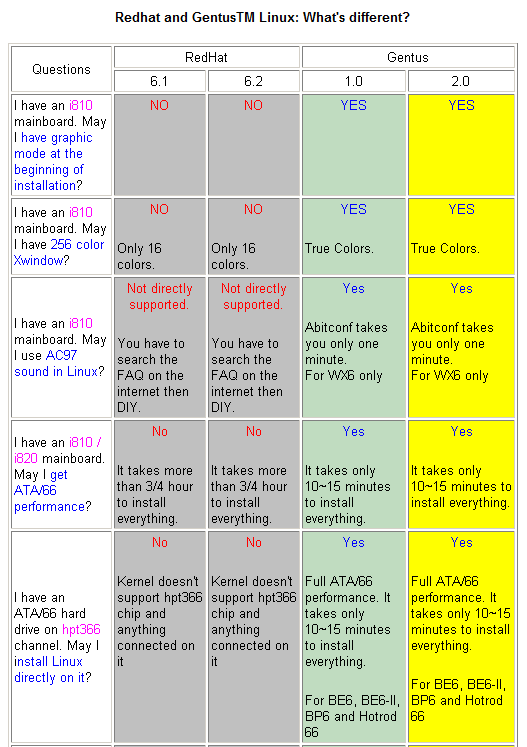 Redhat and GentusTM Linux: What's different?
Questions
RedHat
Gentus
6.1
6.2
1.0
2.0
I have an i810
mainboard. May
I have graphic
mode at the
beginning of
installation?
NO
NO
YES
YES
I have an i810
mainboard. May
I have 256 color
Xwindow?
NO
Only 16
colors.
NO
Only 16
colors.
YES
True Colors.
YES
True Colors.
I have an i810
mainboard. May
I use AC97
sound in Linux?
Not directly
supported.
You have to
search the
FAQ on the
internet then
DIY.
Not directly
supported.
You have to
search the
FAQ on the
internet then
DIY.
Yes
Abitconf takes
you only one
minute.
For WX6 only
Yes
Abitconf takes
you only one
minute.
For WX6 only
I have an i810 /
i820 mainboard.
May I get
ATA/66
performance?
No
It takes more
than 3/4 hour
to install
everything.
No
It takes more
than 3/4 hour
to install
everything.
Yes
It takes only
10~15 minutes
to install
everything.
Yes
It takes only
10~15 minutes to
install everything.
I have an
ATA/66 hard
drive on hpt366
channel. May I
install Linux
directly on it?
No
Kernel doesn't
support hpt366
chip and
anything
connected on
it
No
Kernel doesn't
support hpt366
chip and
anything
connected on
it
Yes
Full ATA/66
performance. It
takes only
10~15 minutes
to install
everything.
For BE6, BE6-II,
BP6 and Hotrod
66
Yes
Full ATA/66
performance. It
takes only 10~15
minutes to install
everything.
For BE6, BE6-II,
BP6 and Hotrod
66